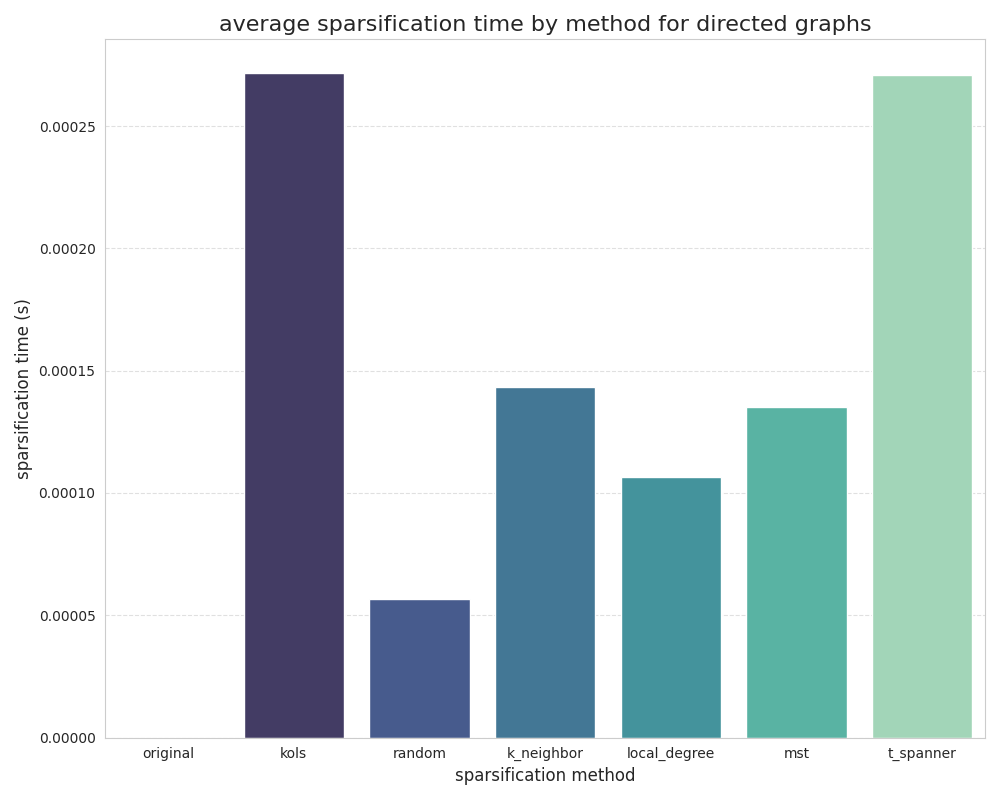 average sparsification time by method for directed graphs
sparsification time (s)
0.00025
0.00020
0.00015
0.00010
0.00005
0.00000
original kols random k_neighbor local_degree mst t_spanner
sparsification method